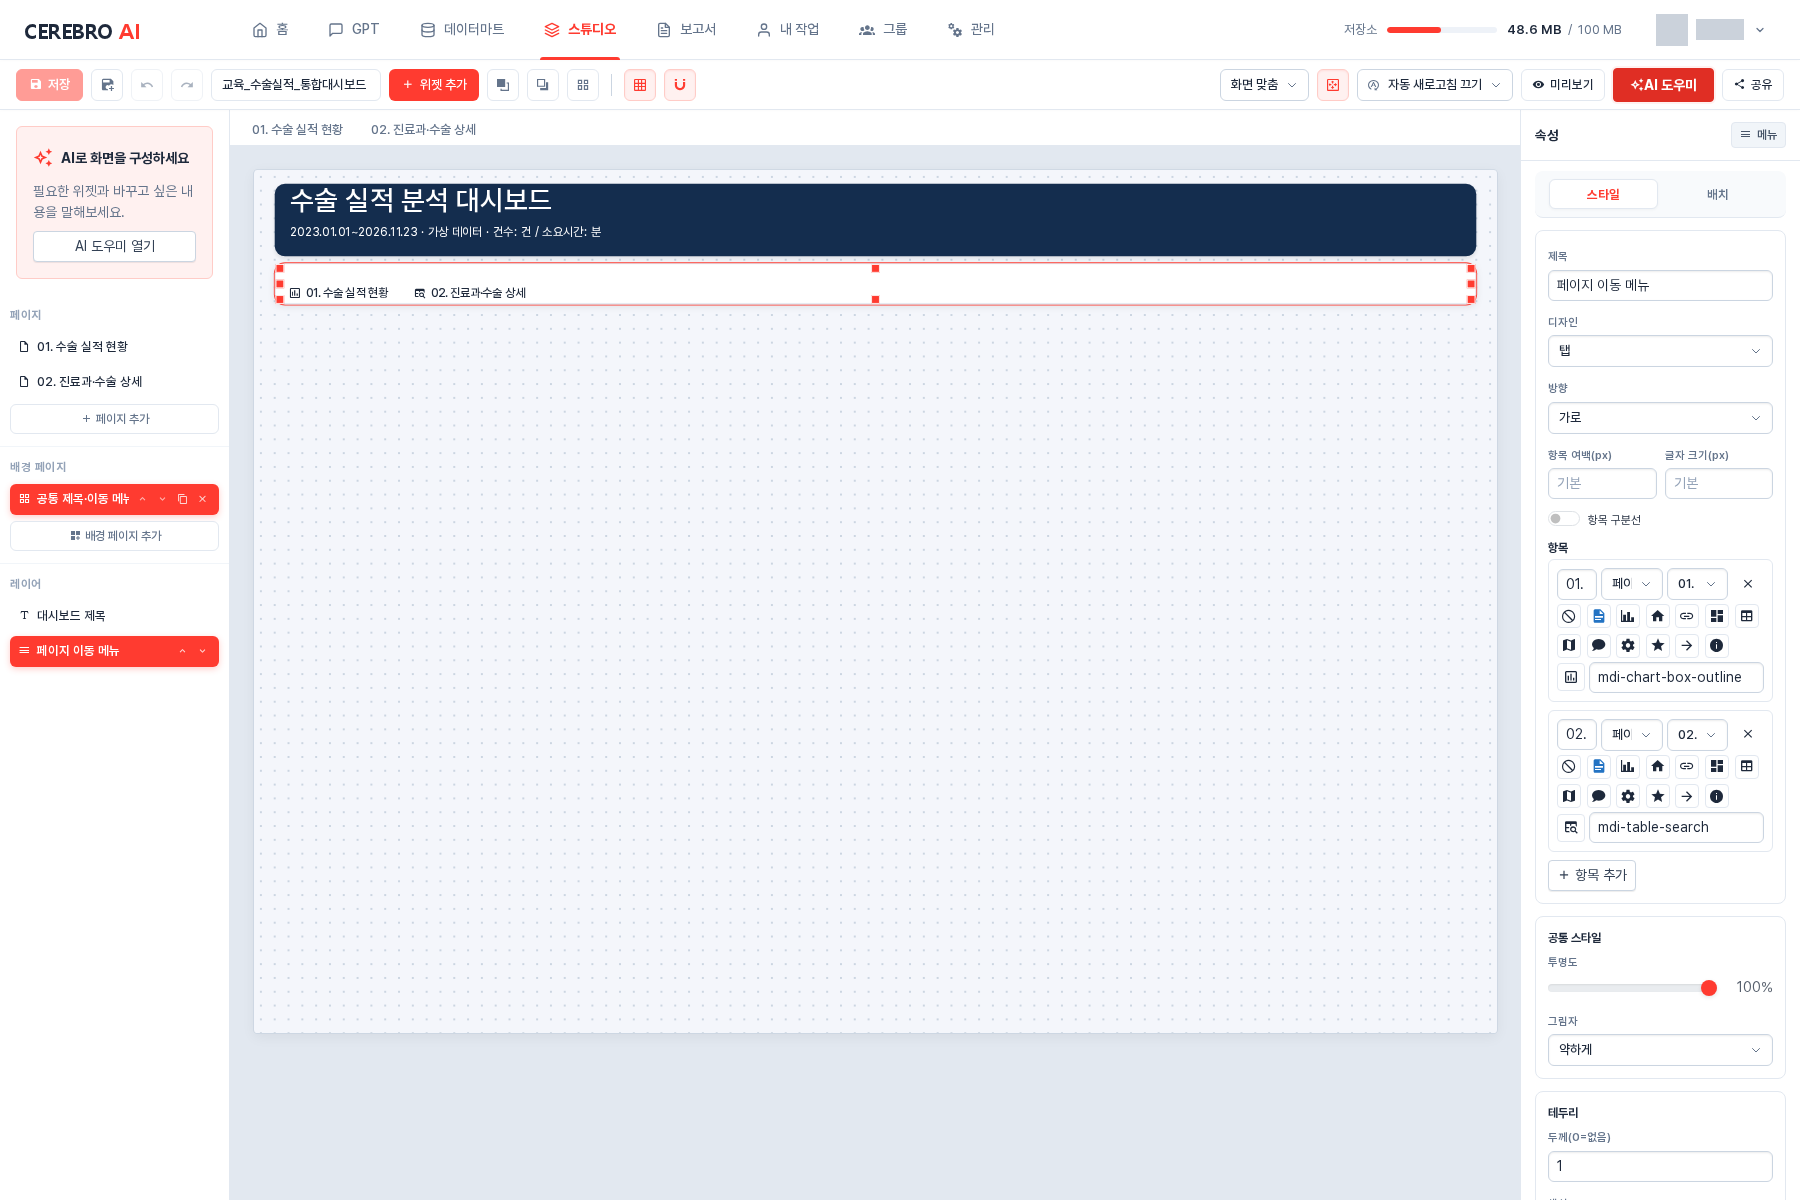 CEREBRO AI
홈
GPT
데이터마트
스튜디오
보고서
내 작업
그룹
관리
저장소
48.6 MB / 100 MB
저장
교육_수술실적_통합대시보드
위젯 추가
화면 맞춤
자동 새로고침 끄기
미리보기
AI 도우미
공유
AI로 화면을 구성하세요
필요한 위젯과 바꾸고 싶은 내
용을 말해보세요.
AI 도우미 열기
페이지
01. 수술 실적 현황
02. 진료과·수술 상세
페이지 추가
배경 페이지
공통 제목·이동 메뉴
배경 페이지 추가
레이어
대시보드 제목
페이지 이동 메뉴
01. 수술 실적 현황
02. 진료과·수술 상세
수술 실적 분석 대시보드
2023.01.01~2026.11.23 · 가상 데이터 · 건수: 건 / 소요시간: 분
01. 수술 실적 현황
02. 진료과·수술 상세
속성
메뉴
스타일
배치
제목
페이지 이동 메뉴
디자인
탭
방향
가로
항목 여백(px)
글자 크기(px)
기본
기본
항목 구분선
항목
01.
01.
mdi-chart-box-outline
02.
02.
mdi-table-search
항목 추가
공통 스타일
투명도
100%
그림자
약하게
테두리
두께(0=없음)
1